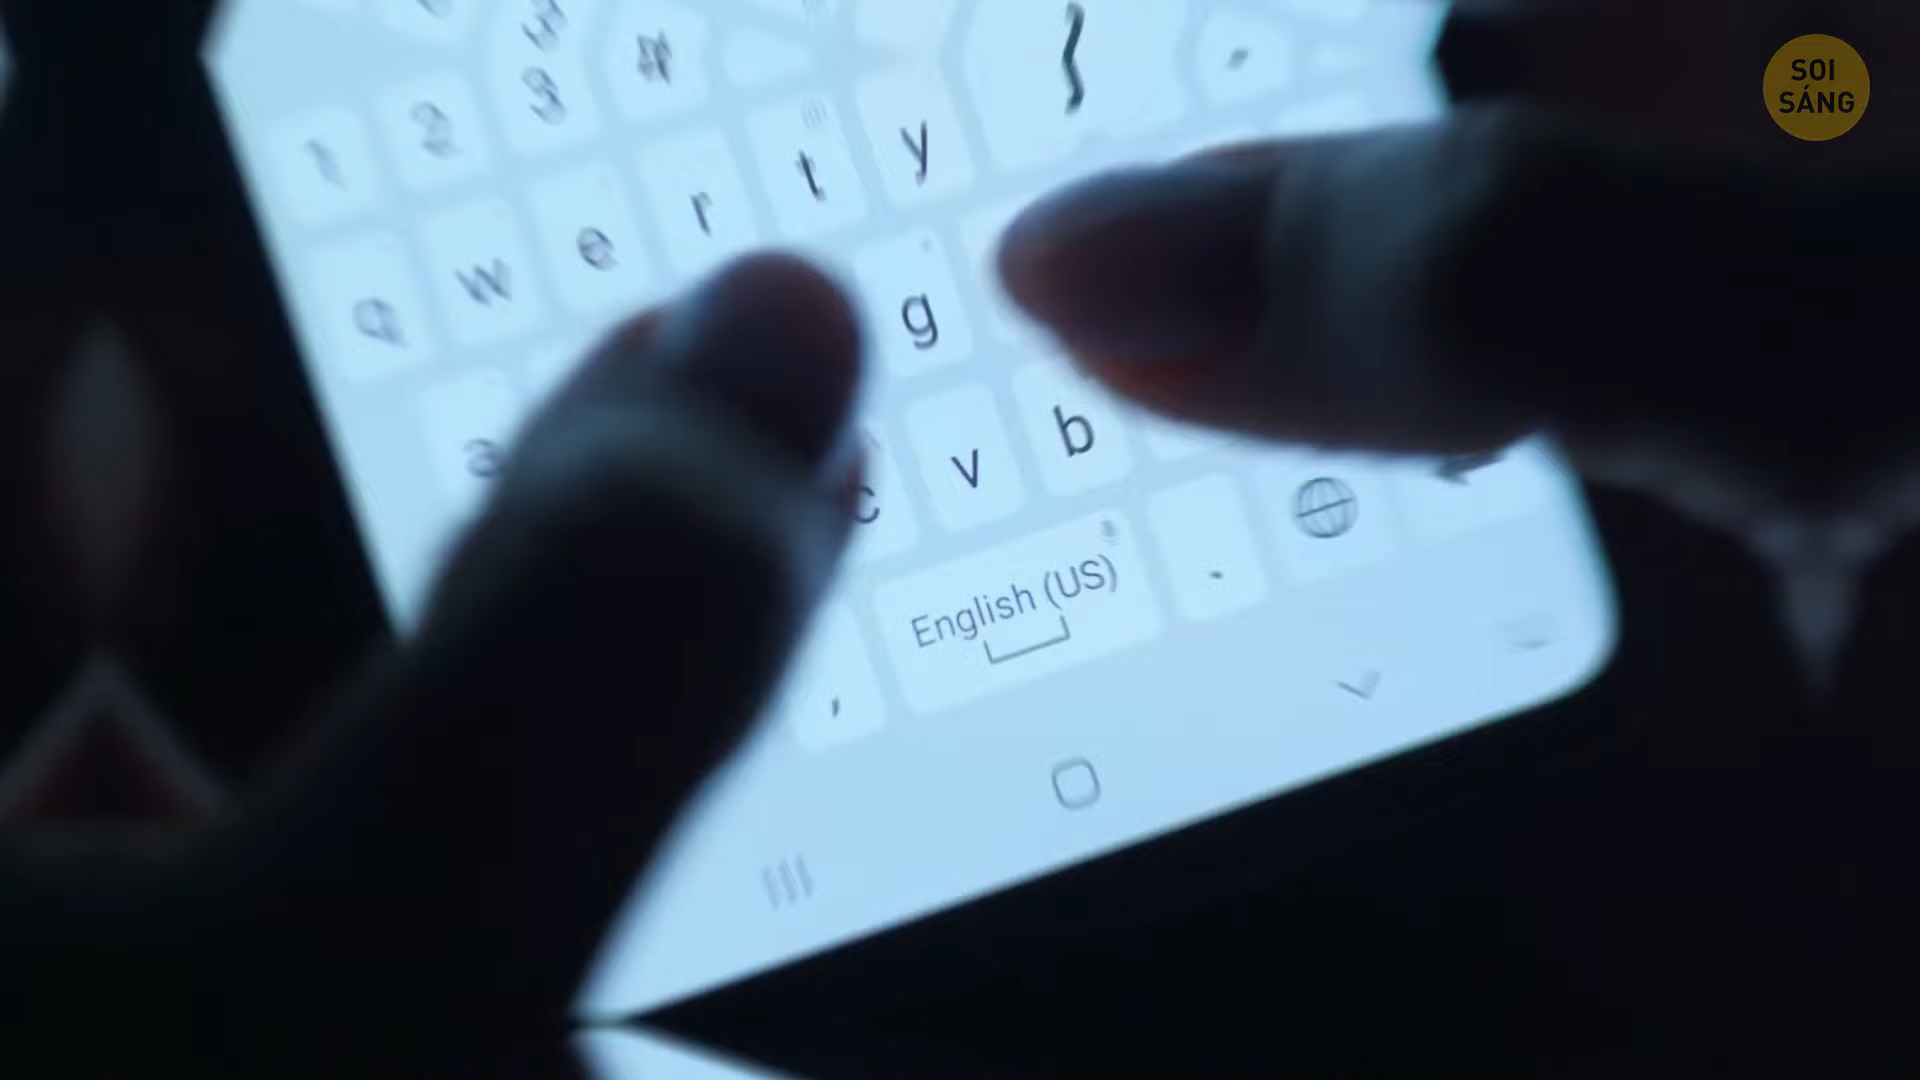 SOI
SÁNG
1 2 3 #
q w e r t y
a g
c v b
, English (US) .